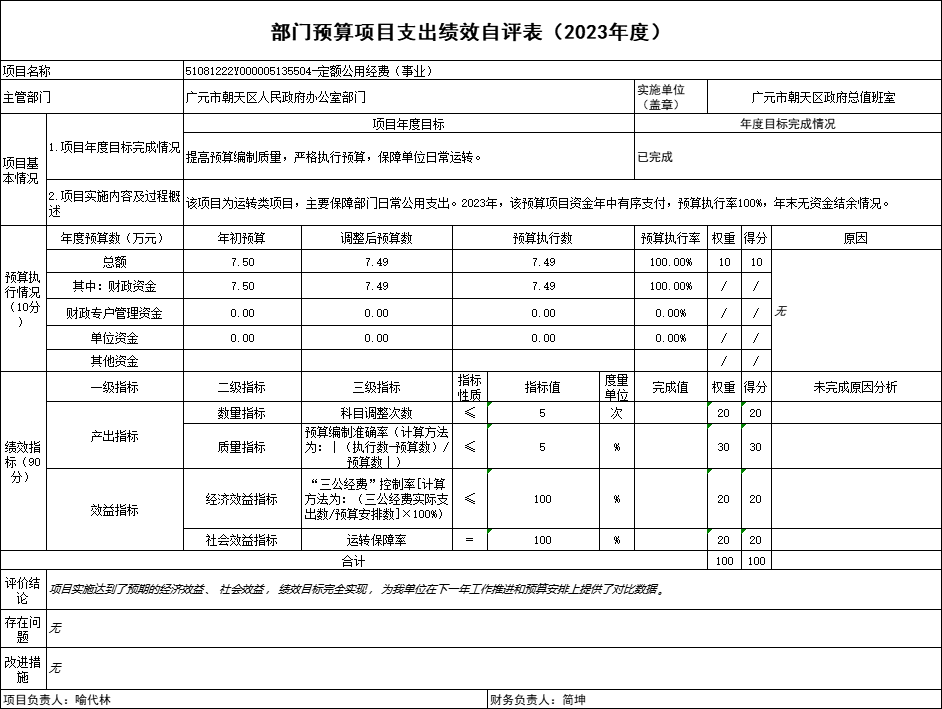 部门预算项目支出绩效自评表（2023年度）
项目名称 51081222Y000005135504-定额公用经费（事业）
主管部门 广元市朝天区人民政府办公室部门 实施单位（盖章） 广元市朝天区政府总值班室
项目基本情况 1.项目年度目标完成情况 项目年度目标 年度目标完成情况
提高预算编制质量，严格执行预算，保障单位日常运转。 已完成
2.项目实施内容及过程概述 该项目为运转类项目，主要保障部门日常公用支出。2023年，该预算项目资金年中有序支付，预算执行率100%，年末无资金结余情况。
预算执行情况（10分） 年度预算数（万元） 年初预算 调整后预算数 预算执行数 预算执行率 权重 得分 原因
总额 7.50 7.49 7.49 100.00% 10 10 无
其中：财政资金 7.50 7.49 7.49 100.00% / /
财政专户管理资金 0.00 0.00 0.00 0.00% / /
单位资金 0.00 0.00 0.00 0.00% / /
其他资金 / /
绩效指标（90分） 一级指标 二级指标 三级指标 指标性质 指标值 度量单位 完成值 权重 得分 未完成原因分析
产出指标 数量指标 科目调整次数 ≤ 5 次 20 20
质量指标 预算编制准确率（计算方法为：｜（执行数-预算数）/预算数｜） ≤ 5 % 30 30
效益指标 经济效益指标 “三公经费”控制率[计算方法为：（三公经费实际支出数/预算安排数]×100%） ≤ 100 % 20 20
社会效益指标 运转保障率 = 100 % 20 20
合计 100 100
评价结论 项目实施达到了预期的经济效益、社会效益，绩效目标完全实现，为我单位在下一年工作推进和预算安排上提供了对比数据。
存在问题 无
改进措施 无
项目负责人：喻代林 财务负责人：简坤